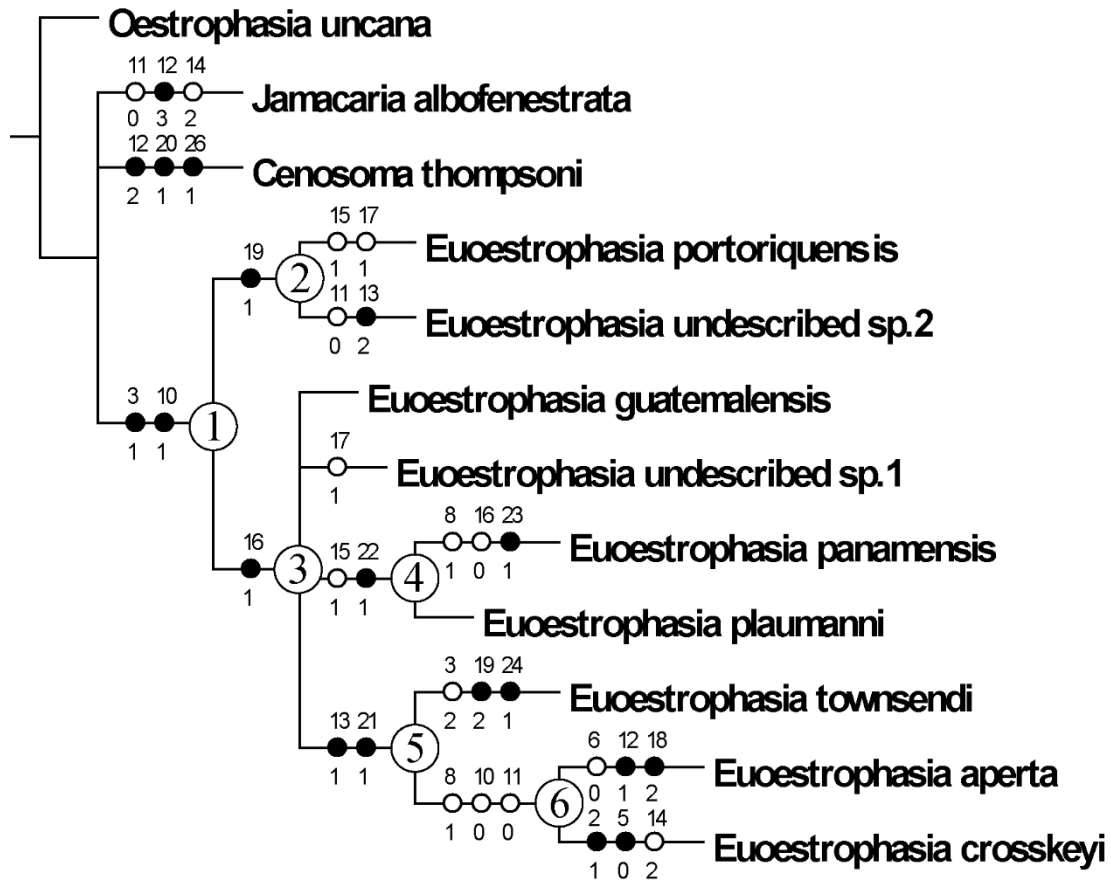 Oestrophasia uncana
11 12 14
Jamacaria albofenestrata
0 3 2
12 20 26
Cenosoma thompsoni
2 1 1
15 17
Euoestrophasia portoriquensis
19
1 1
2
1
11 13
Euoestrophasia undescribed sp.2
0 2
3 10
Euoestrophasia guatemalensis
1
1 1
17
Euoestrophasia undescribed sp.1
1
8 16 23
Euoestrophasia panamensis
16
15 22
1 0 1
3
4
1
1 1
Euoestrophasia plaumanni
3 19 24
Euoestrophasia townsendi
2 2 1
13 21
5
1 1
6 12 18
Euoestrophasia aperta
8 10 11
0 1 2
6
1 0 0
2 5 14
Euoestrophasia crosskeyi
1 0 2